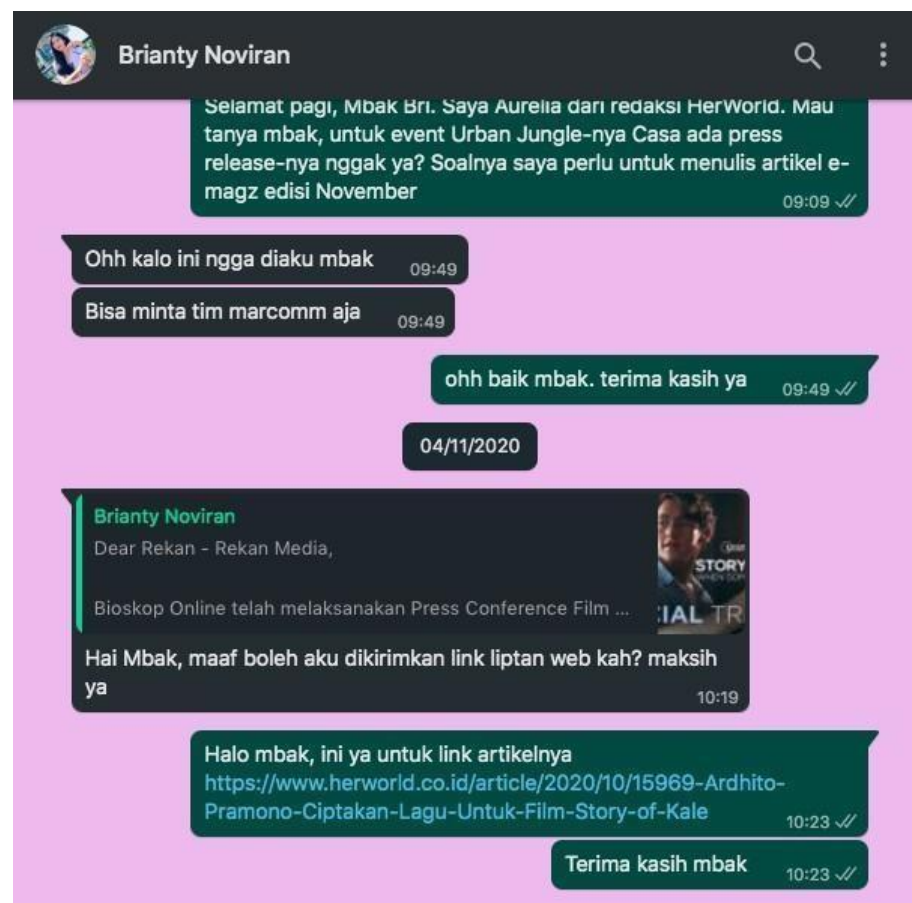 Brianty Noviran
Selamat pagi, Mbak Bri. Saya Aurelia dari redaksi HerWorld. Mau
tanya mbak, untuk event Urban Jungle-nya Casa ada press
release-nya nggak ya? Soalnya saya perlu untuk menulis artikel e-
magz edisi November
09:09
Ohh kalo ini ngga diaku mbak
09:49
Bisa minta tim marcomm aja
09:49
ohh baik mbak. terima kasih ya
09:49
04/11/2020
Brianty Noviran
Dear Rekan - Rekan Media,
Bioskop Online telah melaksanakan Press Conference Film ...
STORY
IAL TR
Hai Mbak, maaf boleh aku dikirimkan link liptan web kah? maksih
ya
10:19
Halo mbak, ini ya untuk link artikelnya
https://www.herworld.co.id/article/2020/10/15969-Ardhito-
Pramono-Ciptakan-Lagu-Untuk-Film-Story-of-Kale
10:23
Terima kasih mbak
10:23